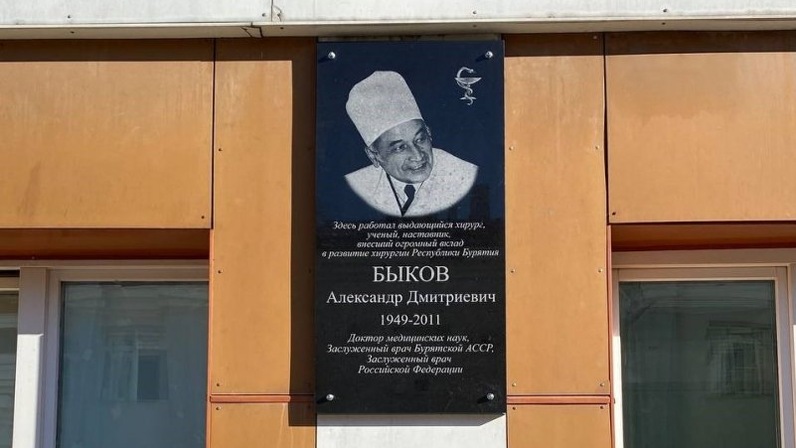 Здесь работал выдающийся хирург,
ученый, наставник,
внесший огромный вклад
в развитие хирургии Республики Бурятия
БЫКОВ
Александр Дмитриевич
1949-2011
Доктор медицинских наук,
Заслуженный врач Бурятской АССР,
Заслуженный врач
Российской Федерации